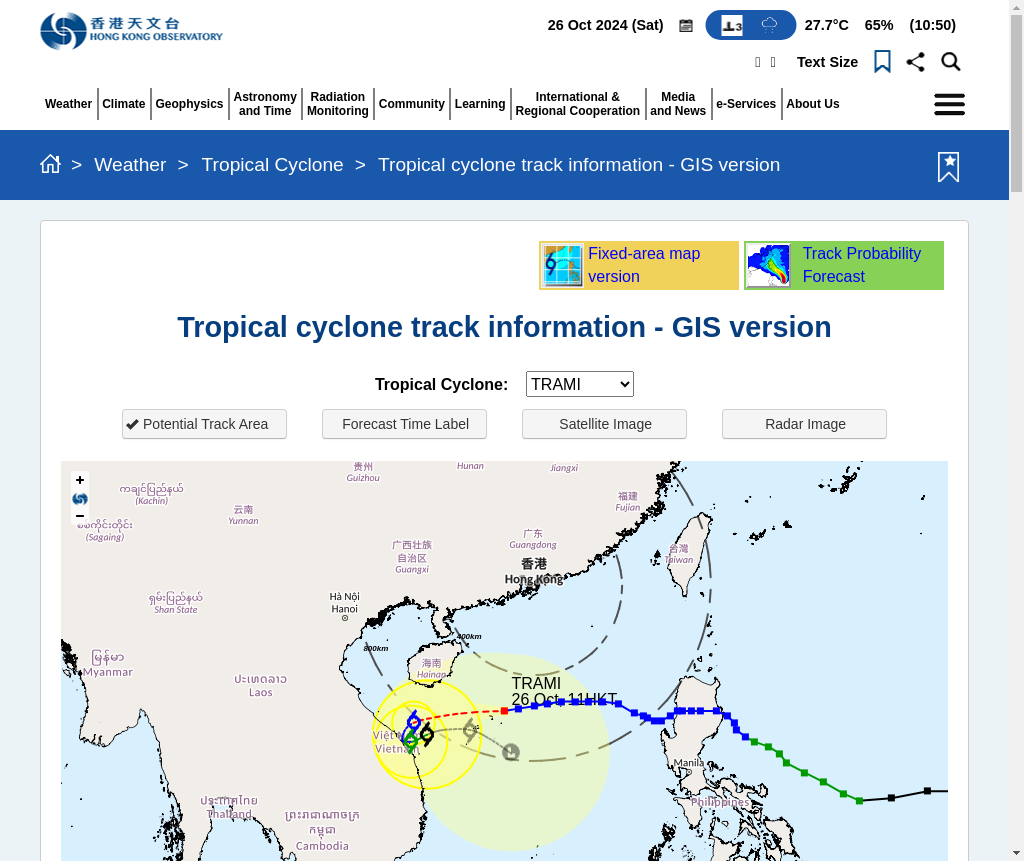 香港天文台
HONG KONG OBSERVATORY
26 Oct 2024 (Sat)
⊥3
27.7°C
65%
(10:50)
Text Size
Weather
Climate
Geophysics
Astronomy
and Time
Radiation
Monitoring
Community
Learning
International &
Regional Cooperation
Media
and News
e-Services
About Us
> Weather > Tropical Cyclone > Tropical cyclone track information - GIS version
Fixed-area map
version
Track Probability
Forecast
Tropical cyclone track information - GIS version
Tropical Cyclone:
TRAMI
Potential Track Area
Forecast Time Label
Satellite Image
Radar Image
+
−
贵州
Guizhou
Hunan
Jiangxi
ကချင်ပြည်နယ်
(Kachin)
စစ်ကိုင်းတိုင်း
(Sagaing)
云南
Yunnan
福建
Fujian
广西壮族
自治区
Guangxi
广东
Guangdong
香港
Hong Kong
台灣
Taiwan
ရှမ်းပြည်နယ်
Shan State
Hà Nội
Hanoi
မြန်မာ
Myanmar
800km
400km
海南
Hainan
ປະເທດລາວ
Laos
TRAMI
26 Oct, 11HKT
Việt
Vietnam
Manila
Philippines
ประเทศไทย
Thailand
ព្រះរាជាណាចក្រ
កម្ពុជា
Cambodia